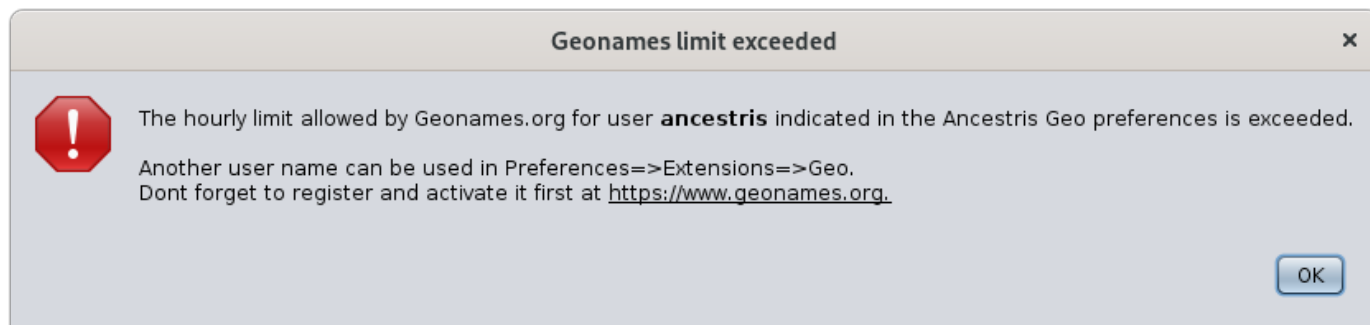 Geonames limit exceeded
The hourly limit allowed by Geonames.org for user ancestris indicated in the Ancestris Geo preferences is exceeded.
Another user name can be used in Preferences=>Extensions=>Geo.
Dont forget to register and activate it first at https://www.geonames.org.
OK